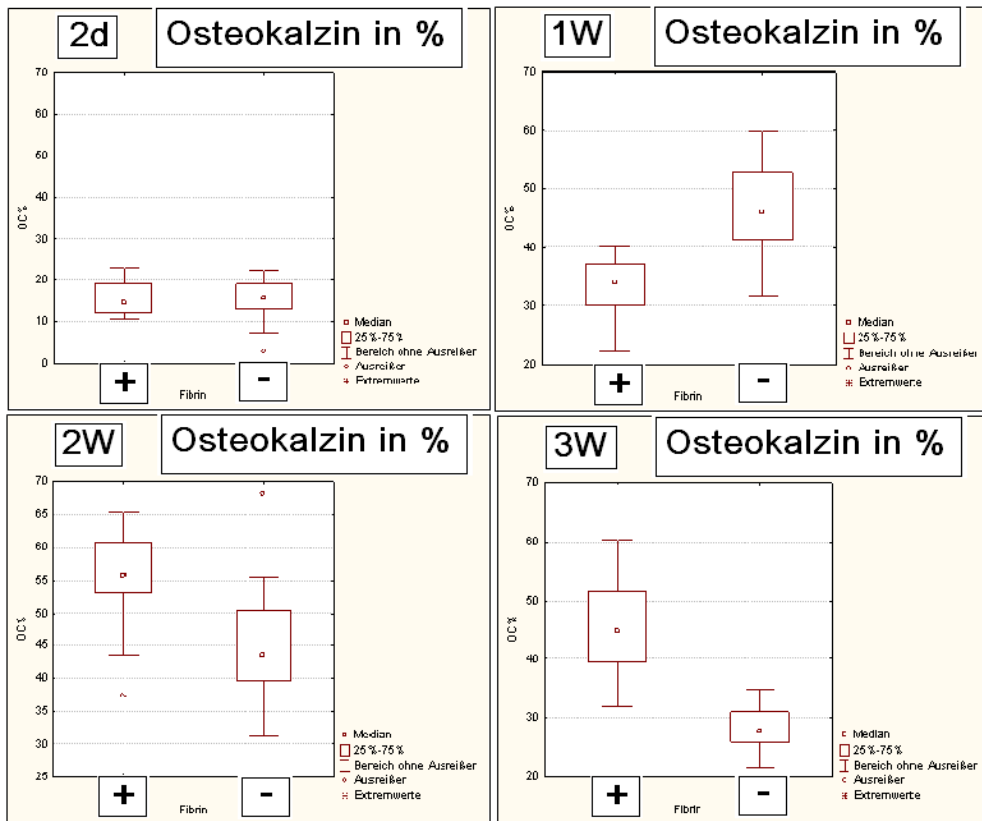 2d
Osteokalzin in %
70
60
50
40
30
20
10
0
OC%
+
-
Fibrin
Median
25%-75%
Bereich ohne Ausreißer
Ausreißer
Extremwerte
1W
Osteokalzin in %
70
60
50
40
30
20
OC%
+
-
Fibrin
Median
25%-75%
Bereich ohne Ausreißer
Ausreißer
Extremwerte
2W
Osteokalzin in %
70
65
60
55
50
45
40
35
30
25
OC%
+
-
Fibrin
Median
25%-75%
Bereich ohne Ausreißer
Ausreißer
Extremwerte
3W
Osteokalzin in %
70
60
50
40
30
20
OC%
+
-
Fibrin
Median
25%-75%
Bereich ohne Ausreißer
Ausreißer
Extremwerte